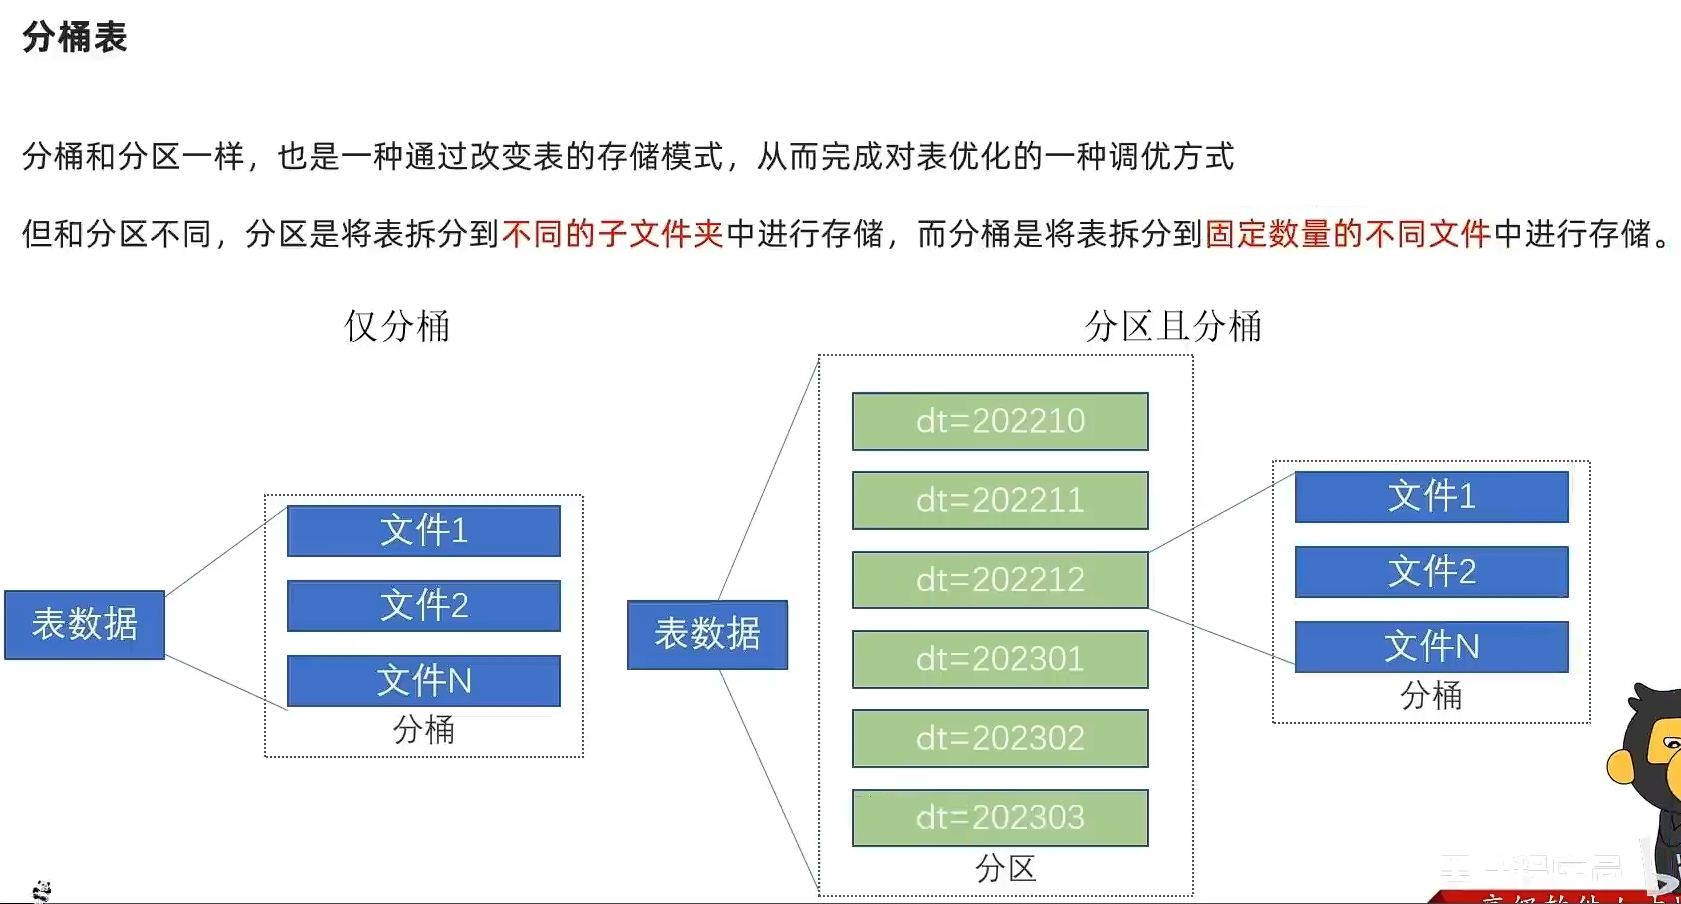 分桶表
分桶和分区一样，也是一种通过改变表的存储模式，从而完成对表优化的一种调优方式
但和分区不同，分区是将表拆分到不同的子文件夹中进行存储，而分桶是将表拆分到固定数量的不同文件中进行存储。
仅分桶
表数据
文件1
文件2
文件N
分桶
分区且分桶
表数据
dt=202210
dt=202211
dt=202212
dt=202301
dt=202302
dt=202303
分区
文件1
文件2
文件N
分桶